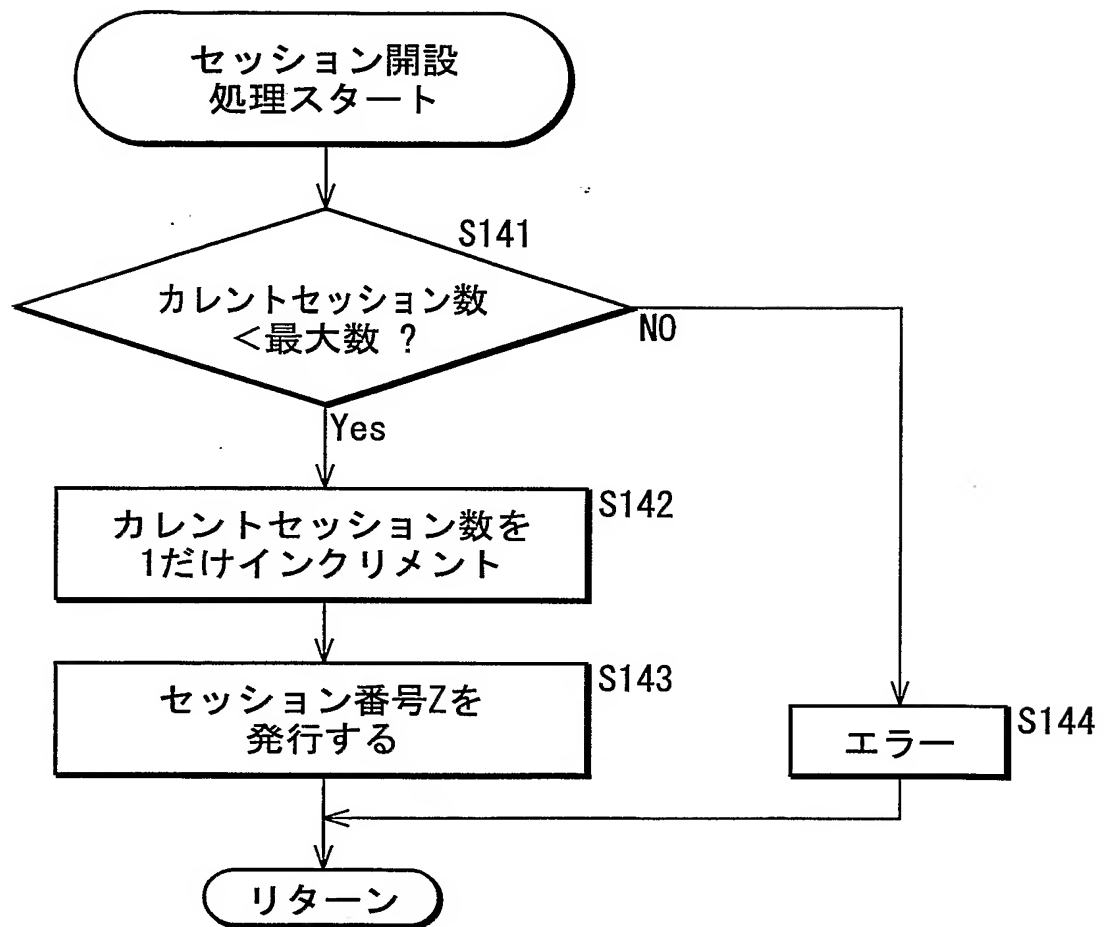 セッション開設
処理スタート
S141
カレントセッション数
<最大数 ?
NO
Yes
S142
カレントセッション数を
1だけインクリメント
S143
セッション番号Zを
発行する
S144
エラー
リターン